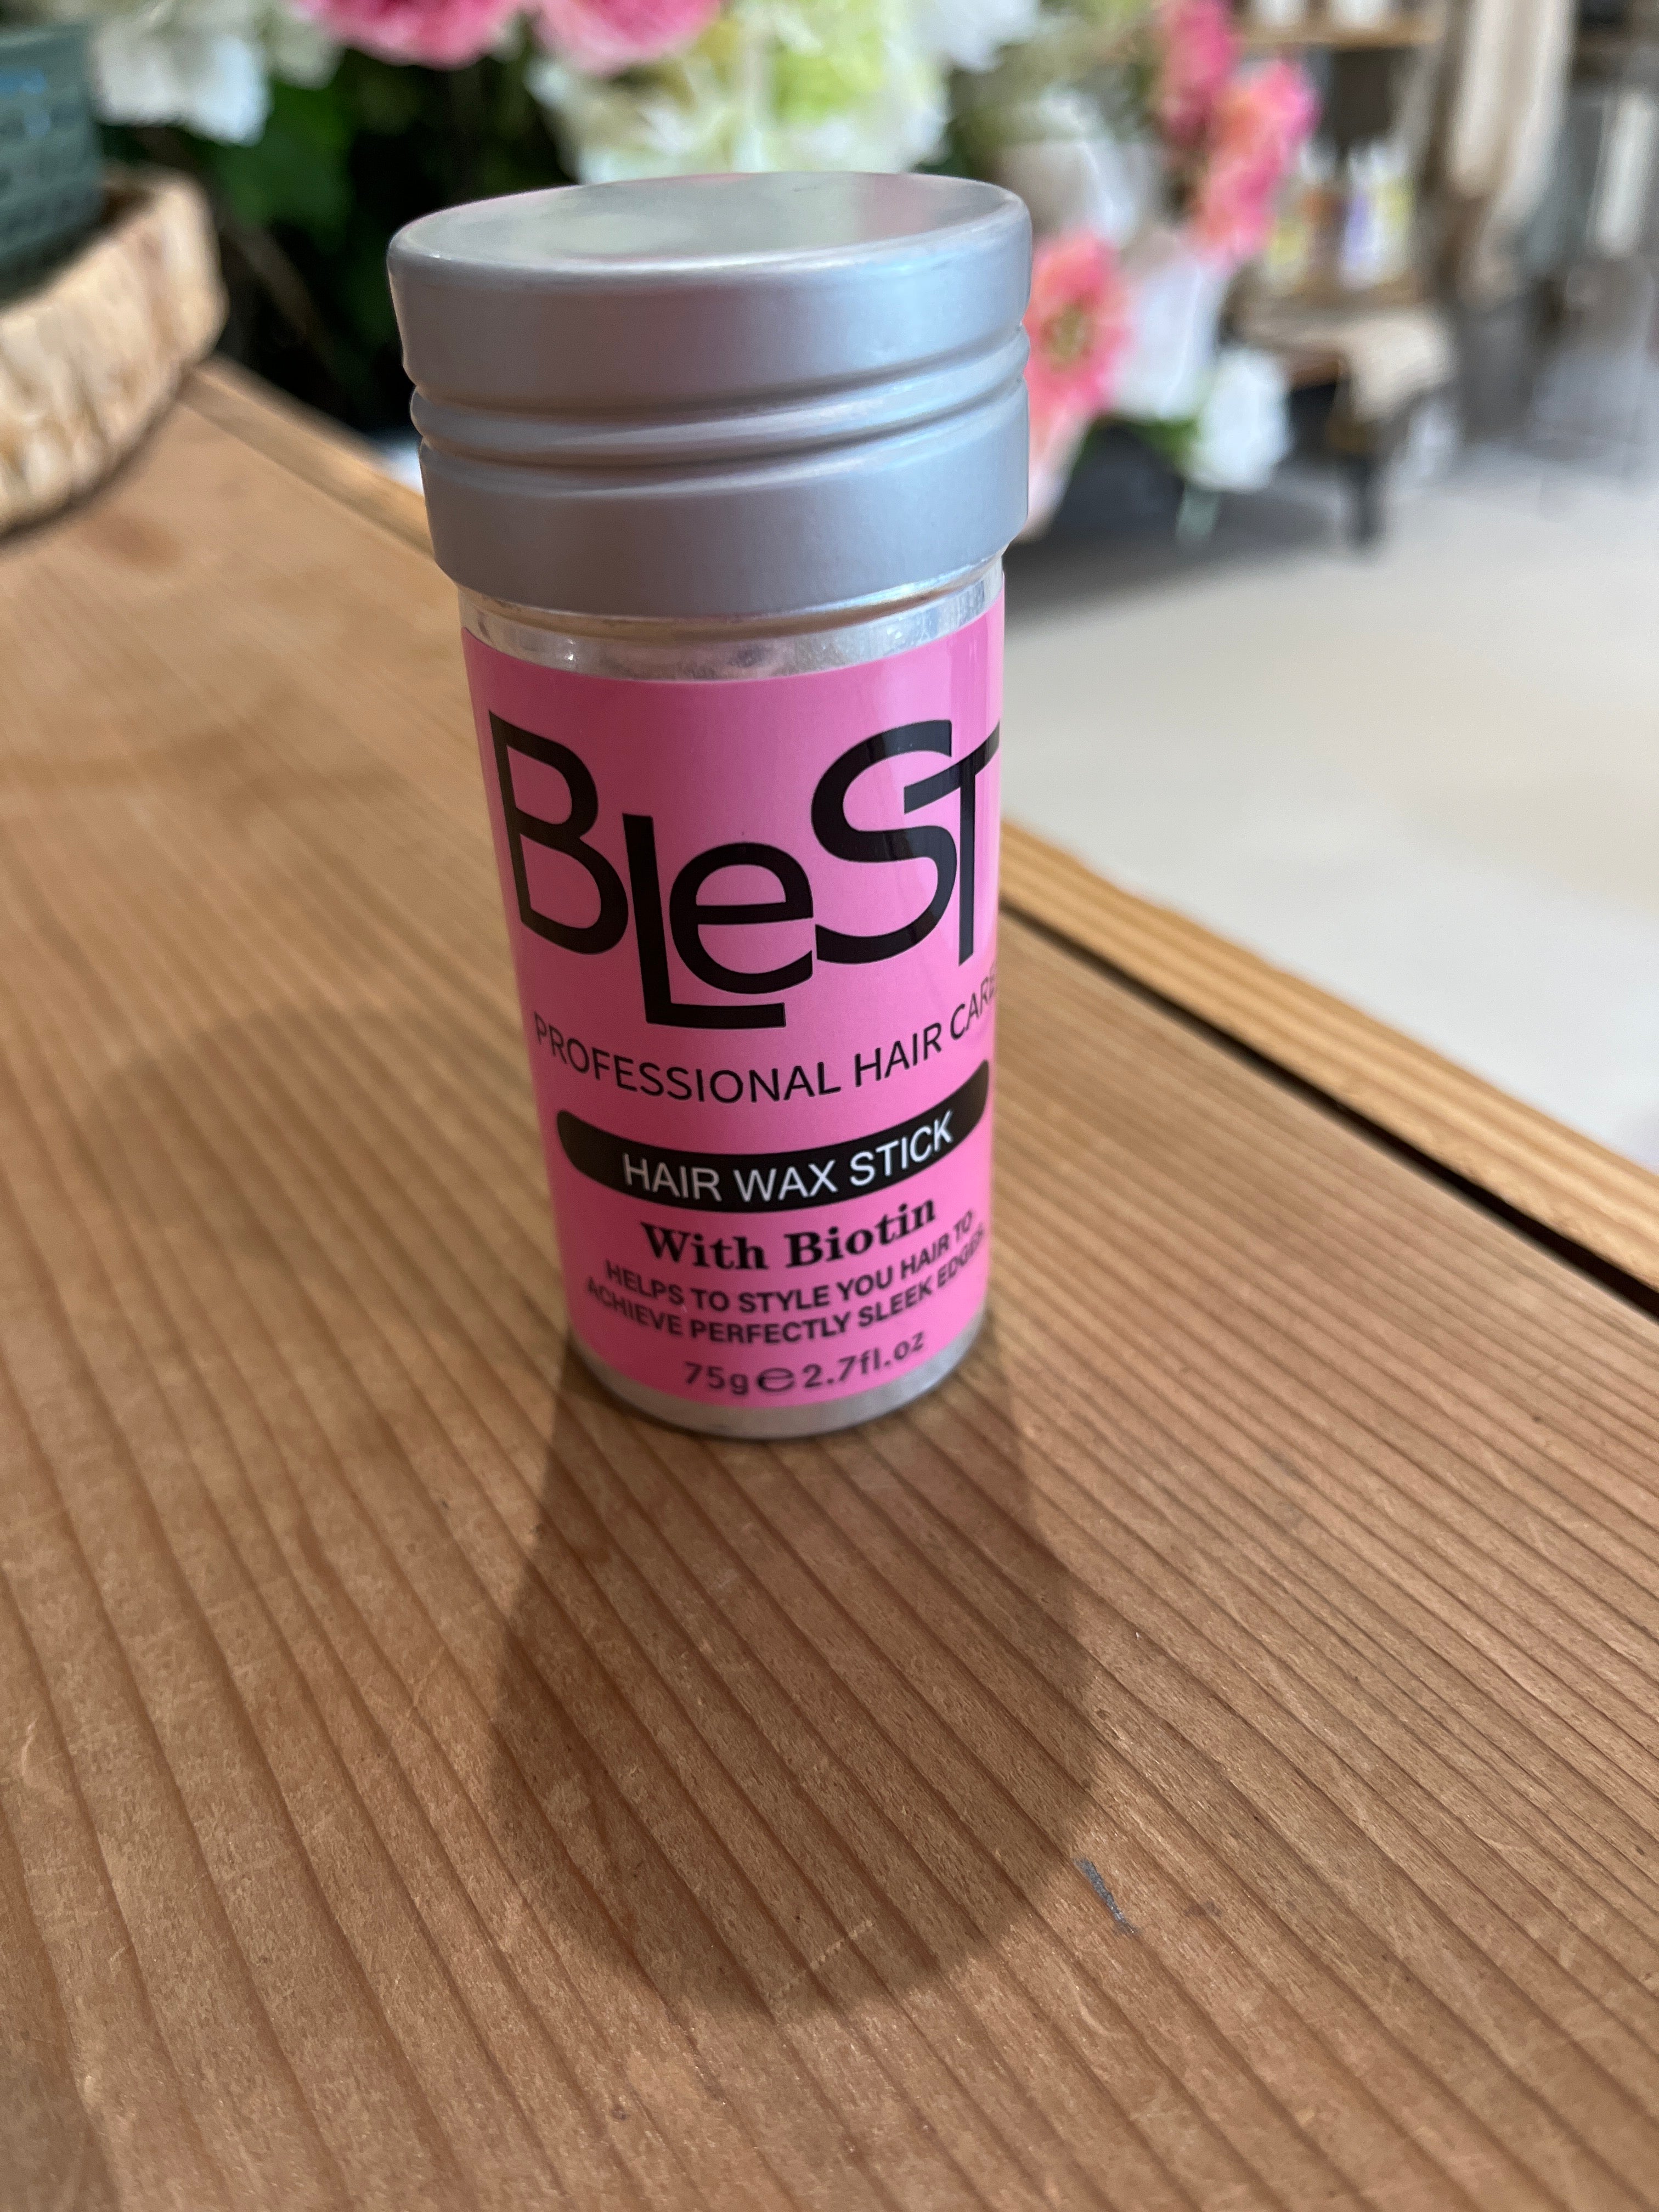 BLeST
PROFESSIONAL HAIR CARE
HAIR WAX STICK
With Biotin
HELPS TO STYLE YOU HAIR TO
ACHIEVE PERFECTLY SLEEK EDGES
75g℮2.7fl.oz